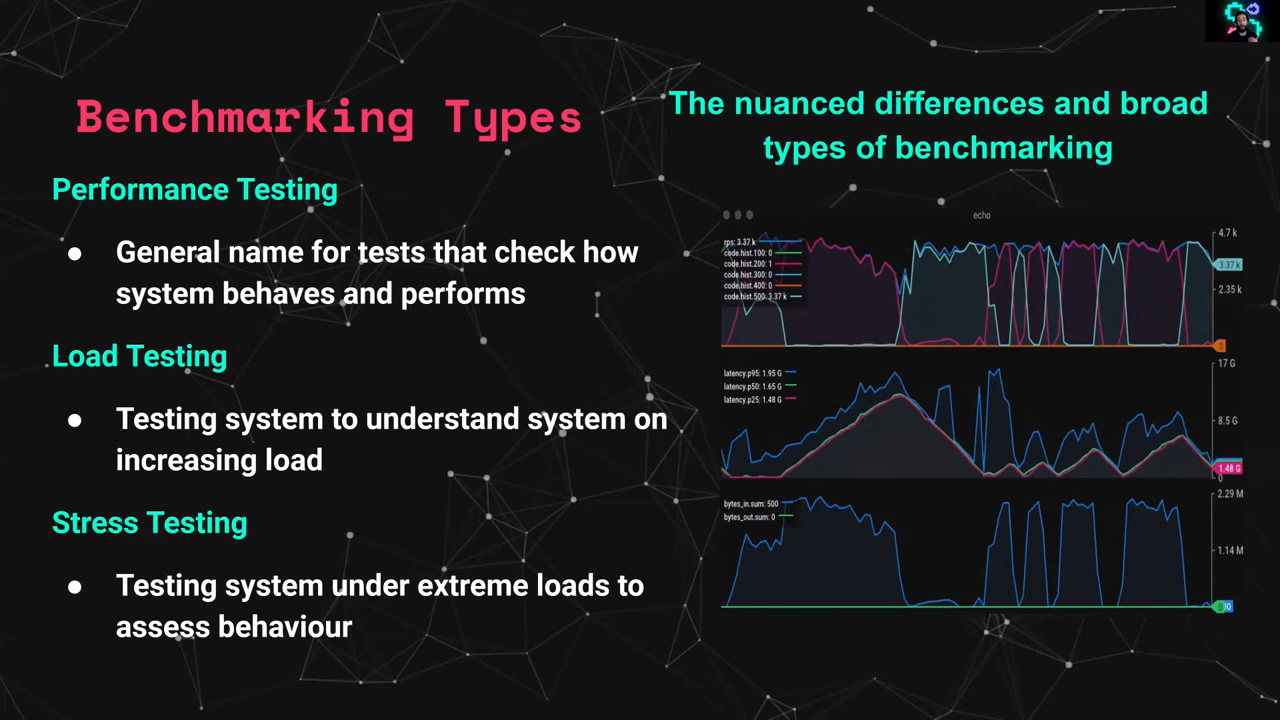 Benchmarking Types
Performance Testing
● General name for tests that check how
system behaves and performs
Load Testing
● Testing system to understand system on
increasing load
Stress Testing
● Testing system under extreme loads to
assess behaviour
The nuanced differences and broad
types of benchmarking
echo
rps: 3.37 k
code.hist.100: 0
code.hist.200: 0
code.hist.300: 0
code.hist.400: 0
code.hist.500: 3.37 k
4.7 k
3.37 k
2.35 k
0
latency.p95: 1.95 G
latency.p50: 1.65 G
latency.p25: 1.48 G
17 G
8.5 G
1.48 G
0
bytes_in.sum: 500
bytes_out.sum: 0
2.29 M
1.14 M